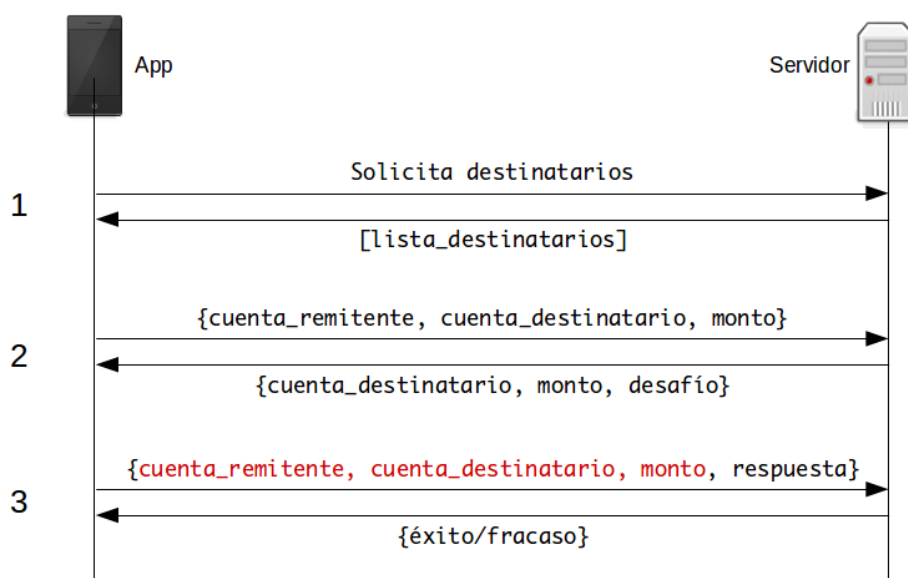 App
Servidor
Solicita destinatarios
1
[lista_destinatarios]
{cuenta_remitente, cuenta_destinatario, monto}
2
{cuenta_destinatario, monto, desafío}
{cuenta_remitente, cuenta_destinatario, monto, respuesta}
3
{éxito/fracaso}